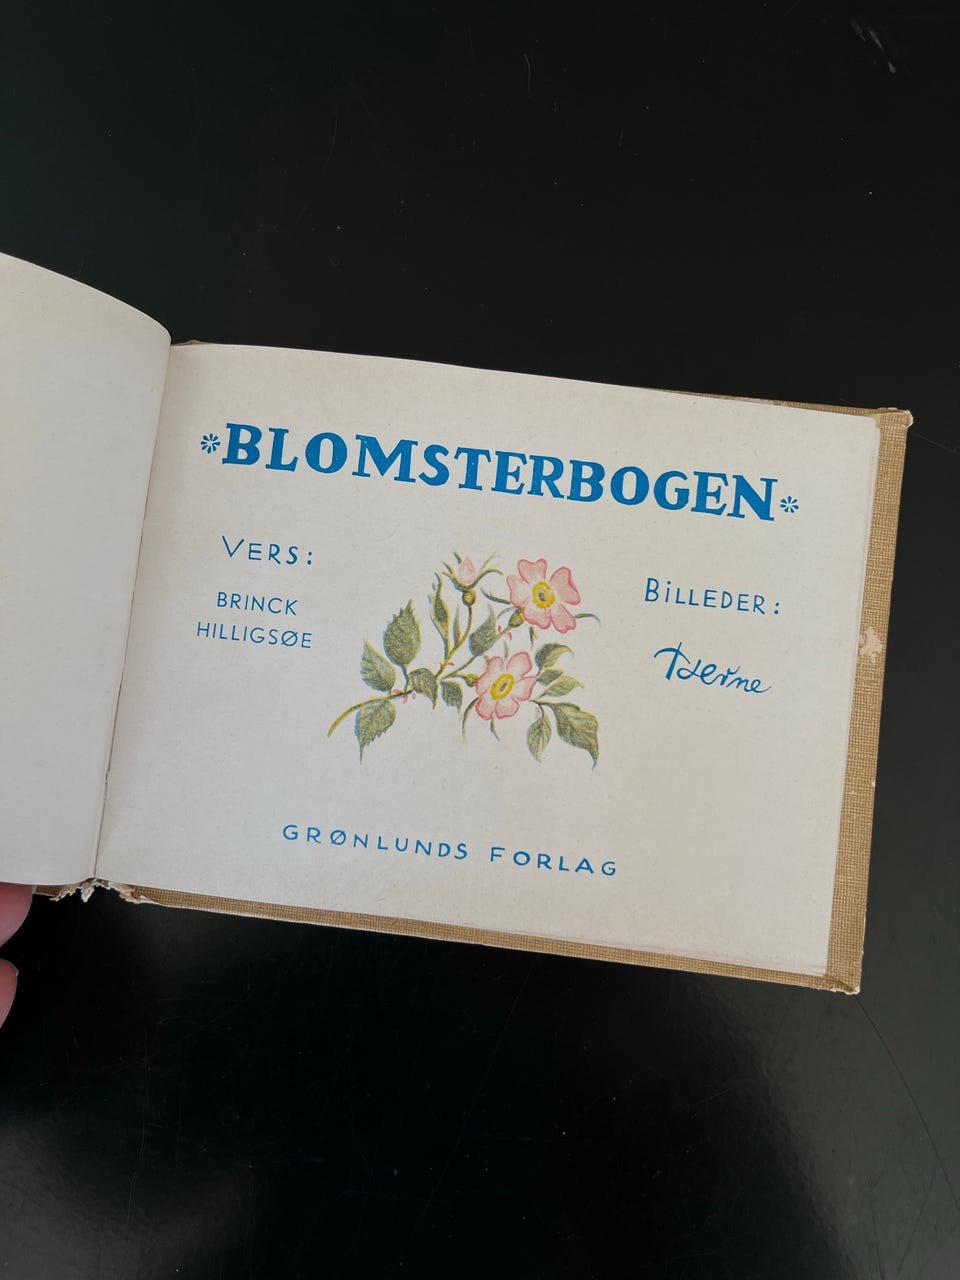 *BLOMSTERBOGEN*
VERS:
BRINCK
HILLIGSØE
BILLEDER:
GRØNLUNDS FORLAG